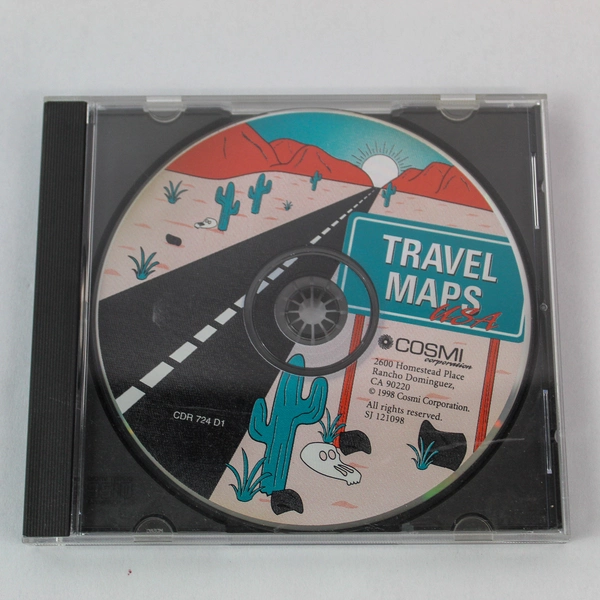 TRAVEL
MAPS
USA
COSMI
corporation
2600 Homestead Place
Rancho Dominguez,
CA 90220
© 1998 Cosmi Corporation.
All rights reserved.
SJ 121098
CDR 724 D1